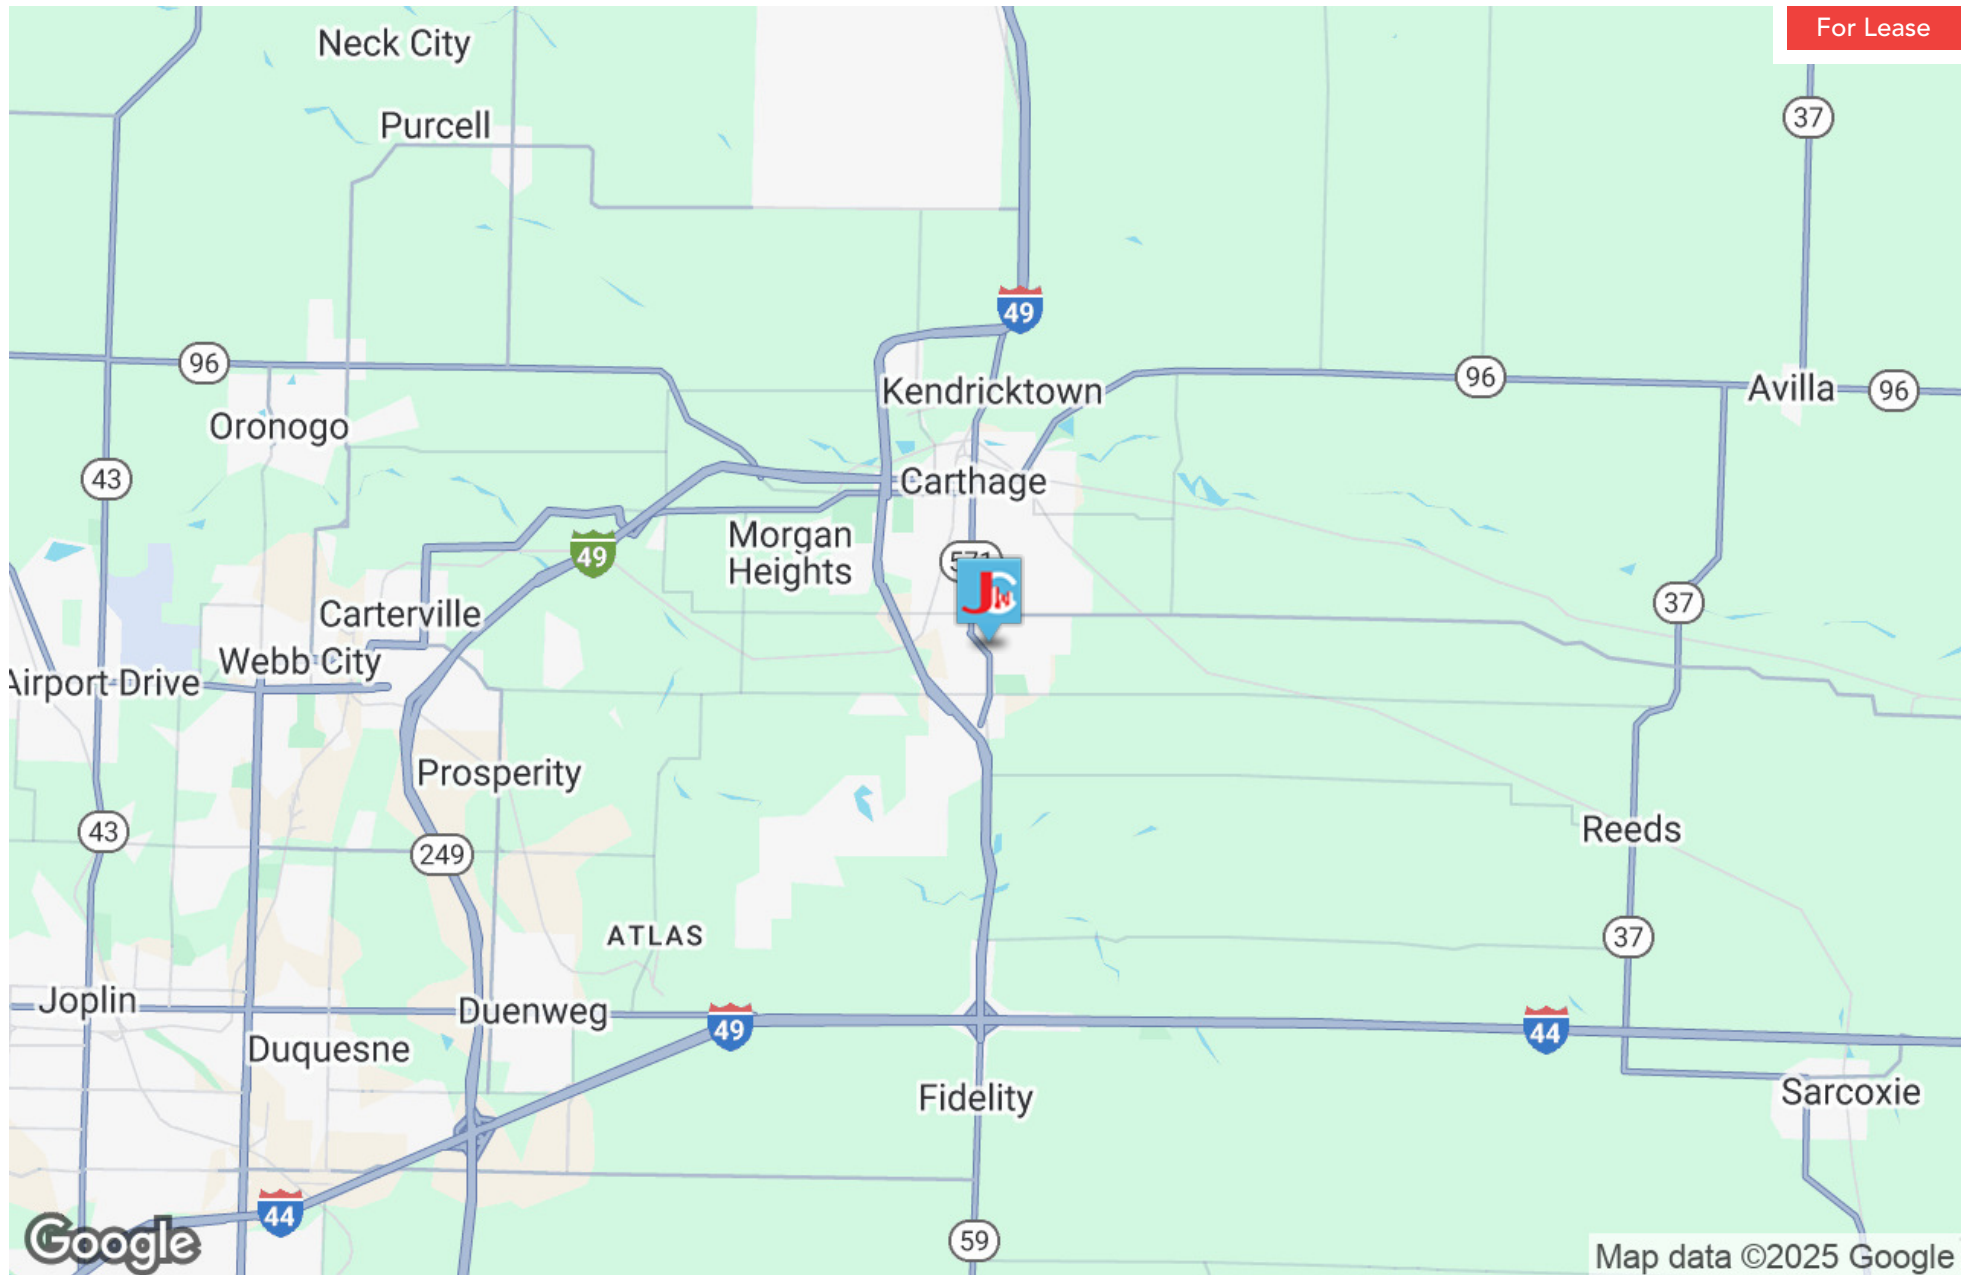 For Lease
Neck City
37
Purcell
49
96
96
Avilla
96
Kendricktown
Oronogo
43
Carthage
Morgan
Heights
49
571
37
Carterville
Webb City
Airport Drive
Prosperity
43
249
Reeds
ATLAS
37
Joplin
Duenweg
49
44
Duquesne
Fidelity
Sarcoxie
44
59
Google
Map data ©2025 Google